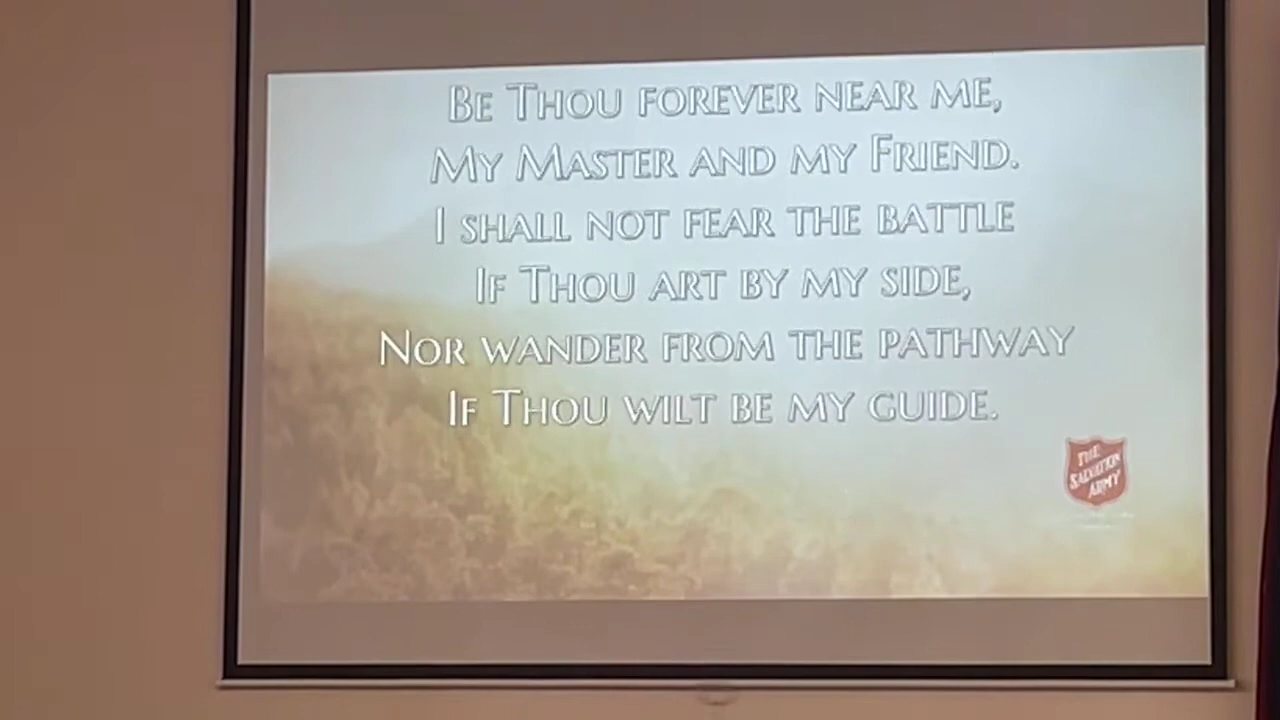 Be Thou forever near me,
My Master and my Friend.
I shall not fear the battle
If Thou art by my side,
Nor wander from the pathway
If Thou wilt be my guide.
THE
SALVATION
ARMY